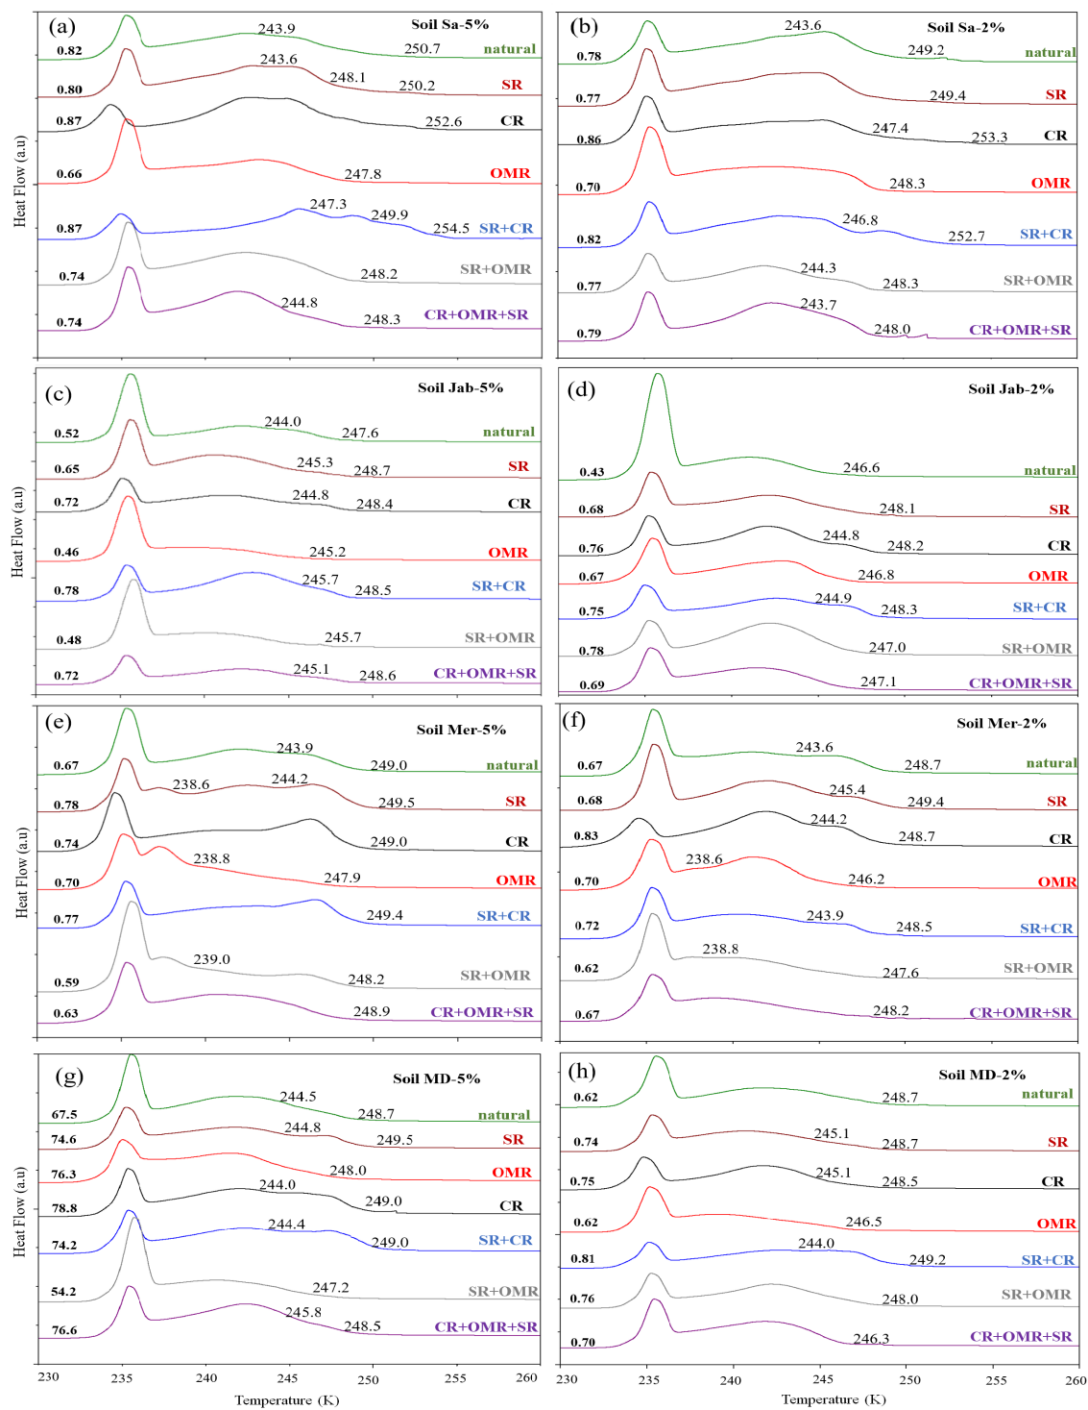 (a)
Soil Sa-5%
243.9
0.82
250.7
natural
243.6
0.80
248.1
250.2
SR
0.87
252.6
CR
0.66
247.8
OMR
247.3
249.9
0.87
254.5
SR+CR
0.74
248.2
SR+OMR
244.8
0.74
248.3
CR+OMR+SR
Heat Flow (a.u)
(b)
Soil Sa-2%
243.6
0.78
249.2
natural
0.77
249.4
SR
0.86
247.4
253.3
CR
0.70
248.3
OMR
246.8
0.82
252.7
SR+CR
244.3
0.77
248.3
SR+OMR
243.7
0.79
248.0
CR+OMR+SR
(c)
Soil Jab-5%
244.0
0.52
247.6
natural
0.65
245.3
248.7
SR
0.72
244.8
248.4
CR
0.46
245.2
OMR
0.78
245.7
248.5
SR+CR
0.48
245.7
SR+OMR
0.72
245.1
248.6
CR+OMR+SR
Heat Flow (a.u)
(d)
Soil Jab-2%
0.43
246.6
natural
0.68
248.1
SR
0.76
244.8
248.2
CR
0.67
246.8
OMR
0.75
244.9
248.3
SR+CR
0.78
247.0
SR+OMR
0.69
247.1
CR+OMR+SR
(e)
Soil Mer-5%
243.9
0.67
249.0
natural
0.78
238.6
244.2
249.5
SR
0.74
249.0
CR
0.70
238.8
247.9
OMR
0.77
249.4
SR+CR
0.59
239.0
248.2
SR+OMR
0.63
248.9
CR+OMR+SR
Heat Flow (a.u)
(f)
Soil Mer-2%
243.6
0.67
248.7
natural
0.68
245.4
249.4
SR
0.83
244.2
248.7
CR
0.70
238.6
246.2
OMR
0.72
243.9
248.5
SR+CR
0.62
238.8
247.6
SR+OMR
0.67
248.2
CR+OMR+SR
(g)
Soil MD-5%
244.5
67.5
248.7
natural
74.6
244.8
249.5
SR
76.3
248.0
OMR
78.8
244.0
249.0
CR
74.2
244.4
249.0
SR+CR
54.2
247.2
SR+OMR
76.6
245.8
248.5
CR+OMR+SR
Heat Flow (a.u)
230 235 240 245 250 255 260
Temperature (K)
(h)
Soil MD-2%
0.62
248.7
natural
0.74
245.1
248.7
SR
0.75
245.1
248.5
CR
0.62
246.5
OMR
0.81
244.0
249.2
SR+CR
0.76
248.0
SR+OMR
0.70
246.3
CR+OMR+SR
230 235 240 245 250 255 260
Temperature (K)